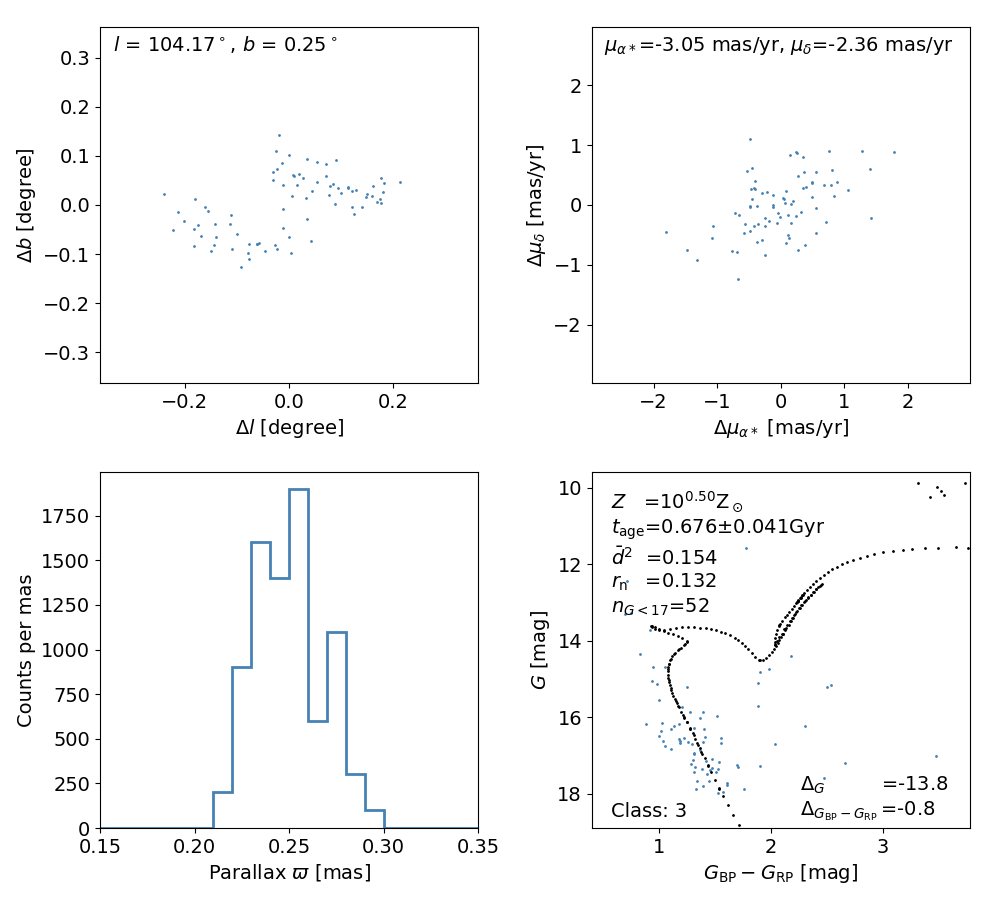 l = 104.17°, b = 0.25°
0.3
0.2
0.1
0.0
−0.1
−0.2
−0.3
Δb [degree]
−0.2 0.0 0.2
Δl [degree]
μα*=-3.05 mas/yr, μδ=-2.36 mas/yr
2
1
0
−1
−2
Δμδ [mas/yr]
−2 −1 0 1 2
Δμα* [mas/yr]
1750
1500
1250
1000
750
500
250
0
Counts per mas
0.15 0.20 0.25 0.30 0.35
Parallax ϖ [mas]
10
12
14
16
18
G [mag]
Z =10^0.50 Z⊙
tage=0.676±0.041Gyr
d̄² =0.154
rn =0.132
nG<17=52
ΔG =-13.8
Class: 3
ΔGBP−GRP =-0.8
1 2 3
GBP − GRP [mag]